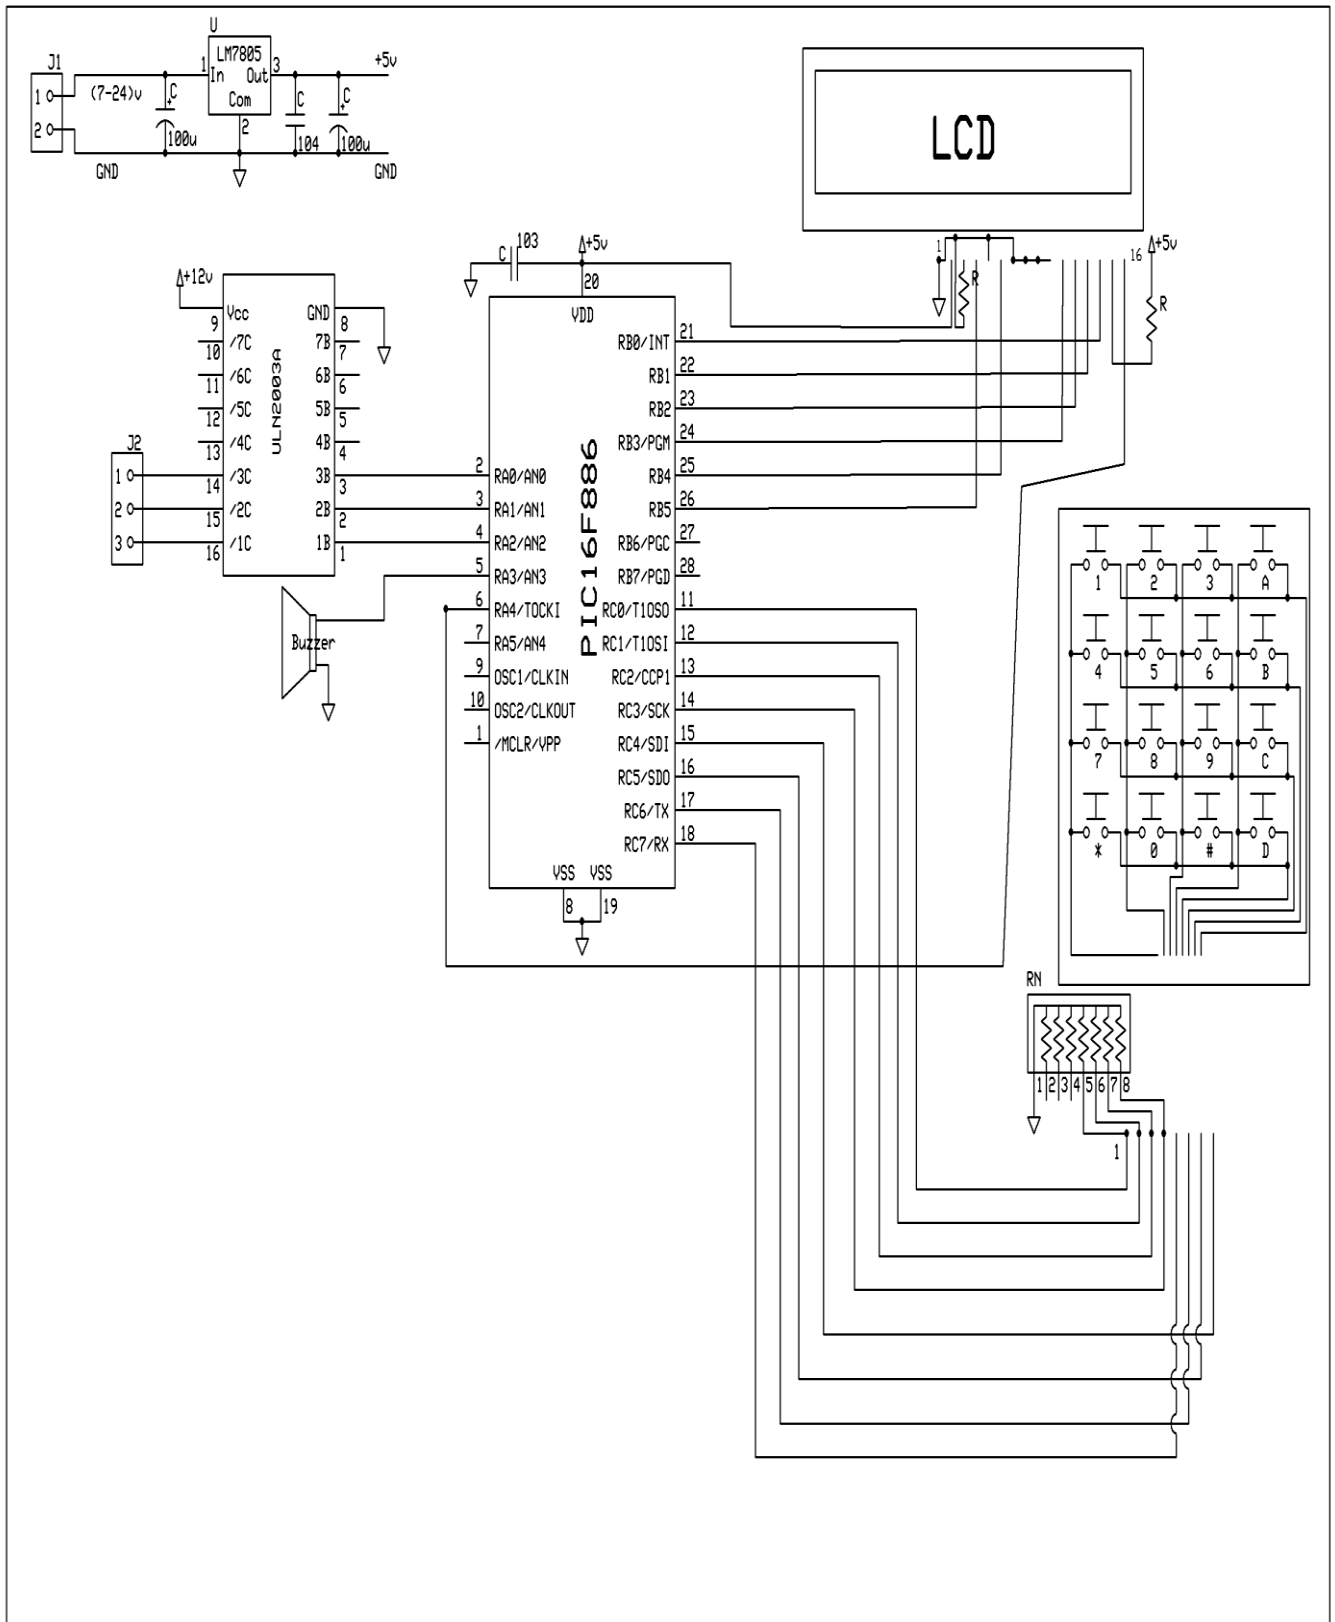 U
LM7805
J1
1 In Out 3
+5v
Com
1
(7-24)v
C
C
C
2
2
100u
104
100u
GND
GND
LCD
103
C
+5v
1
16
+5v
+12v
20
R
R
Vcc GND
VDD
9 8
/7C 7B
10 7
/6C 6B
11 6
/5C 5B
12 5
/4C 4B
13 4
/3C 3B
14 3
/2C 2B
15 2
/1C 1B
16 1
ULN2003A
J2
1
2
3
Buzzer
PIC16F886
2 RA0/AN0
3 RA1/AN1
4 RA2/AN2
5 RA3/AN3
6 RA4/TOCKI
7 RA5/AN4
9 OSC1/CLKIN
10 OSC2/CLKOUT
1 /MCLR/VPP
RB0/INT 21
RB1 22
RB2 23
RB3/PGM 24
RB4 25
RB5 26
RB6/PGC 27
RB7/PGD 28
RC0/T1OSO 11
RC1/T1OSI 12
RC2/CCP1 13
RC3/SCK 14
RC4/SDI 15
RC5/SDO 16
RC6/TX 17
RC7/RX 18
VSS VSS
8 19
1 2 3 A
4 5 6 B
7 8 9 C
* 0 # D
RN
1 2 3 4 5 6 7 8
1